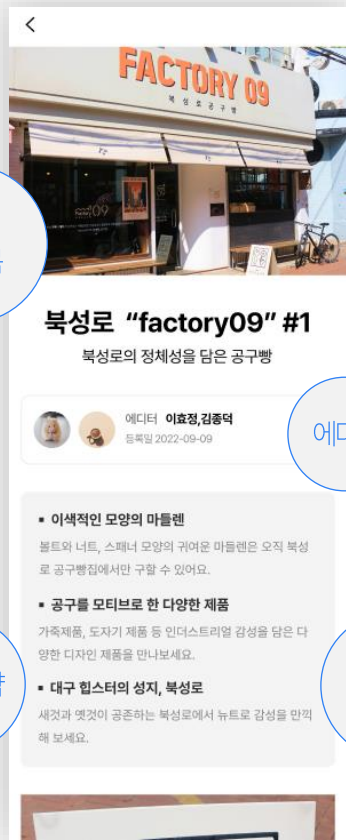 FACTORY 09
북성로공구빵
북성로 “factory09” #1
북성로의 정체성을 담은 공구빵
에디터 이효정,김종덕
등록일 2022-09-09
▪ 이색적인 모양의 마들렌
볼트와 너트, 스패너 모양의 귀여운 마들렌은 오직 북성
로 공구빵집에서만 구할 수 있어요.
▪ 공구를 모티브로 한 다양한 제품
가죽제품, 도자기 제품 등 인더스트리얼 감성을 담은 다
양한 디자인 제품을 만나보세요.
▪ 대구 힙스터의 성지, 북성로
새것과 옛것이 공존하는 북성로에서 뉴트로 감성을 만끽
해 보세요.